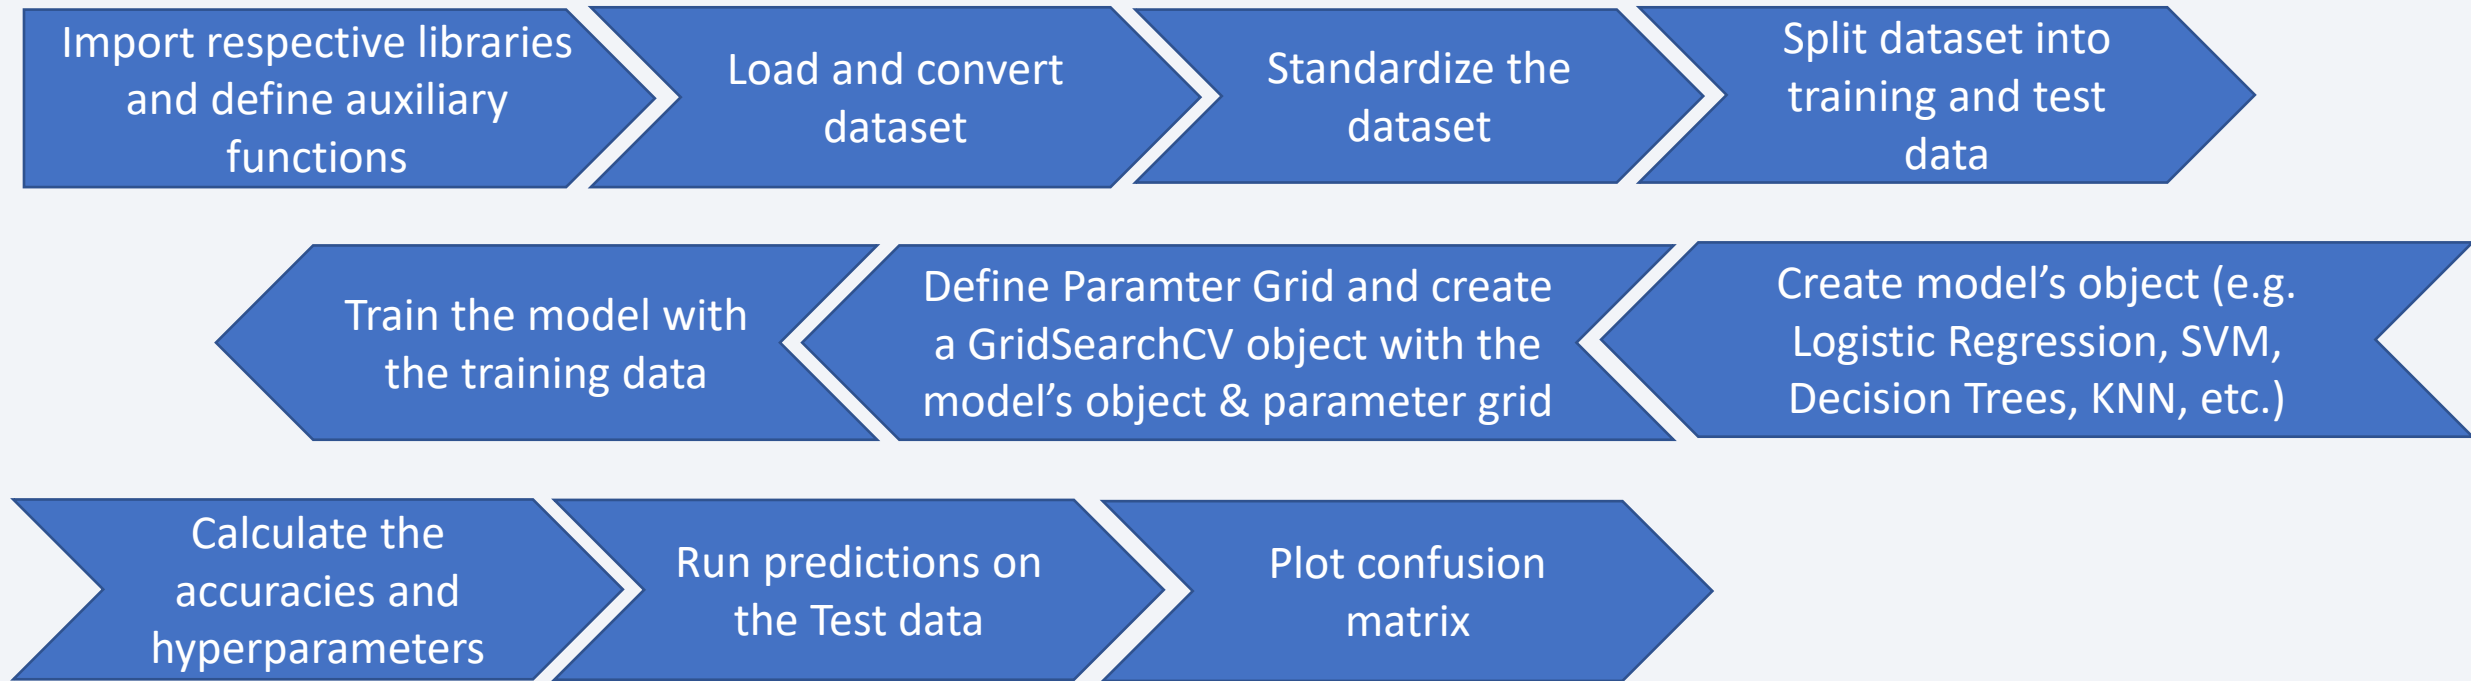 Import respective libraries
and define auxiliary
functions
Load and convert
dataset
Standardize the
dataset
Split dataset into
training and test
data
Create model’s object (e.g.
Logistic Regression, SVM,
Decision Trees, KNN, etc.)
Define Paramter Grid and create
a GridSearchCV object with the
model’s object & parameter grid
Train the model with
the training data
Calculate the
accuracies and
hyperparameters
Run predictions on
the Test data
Plot confusion
matrix